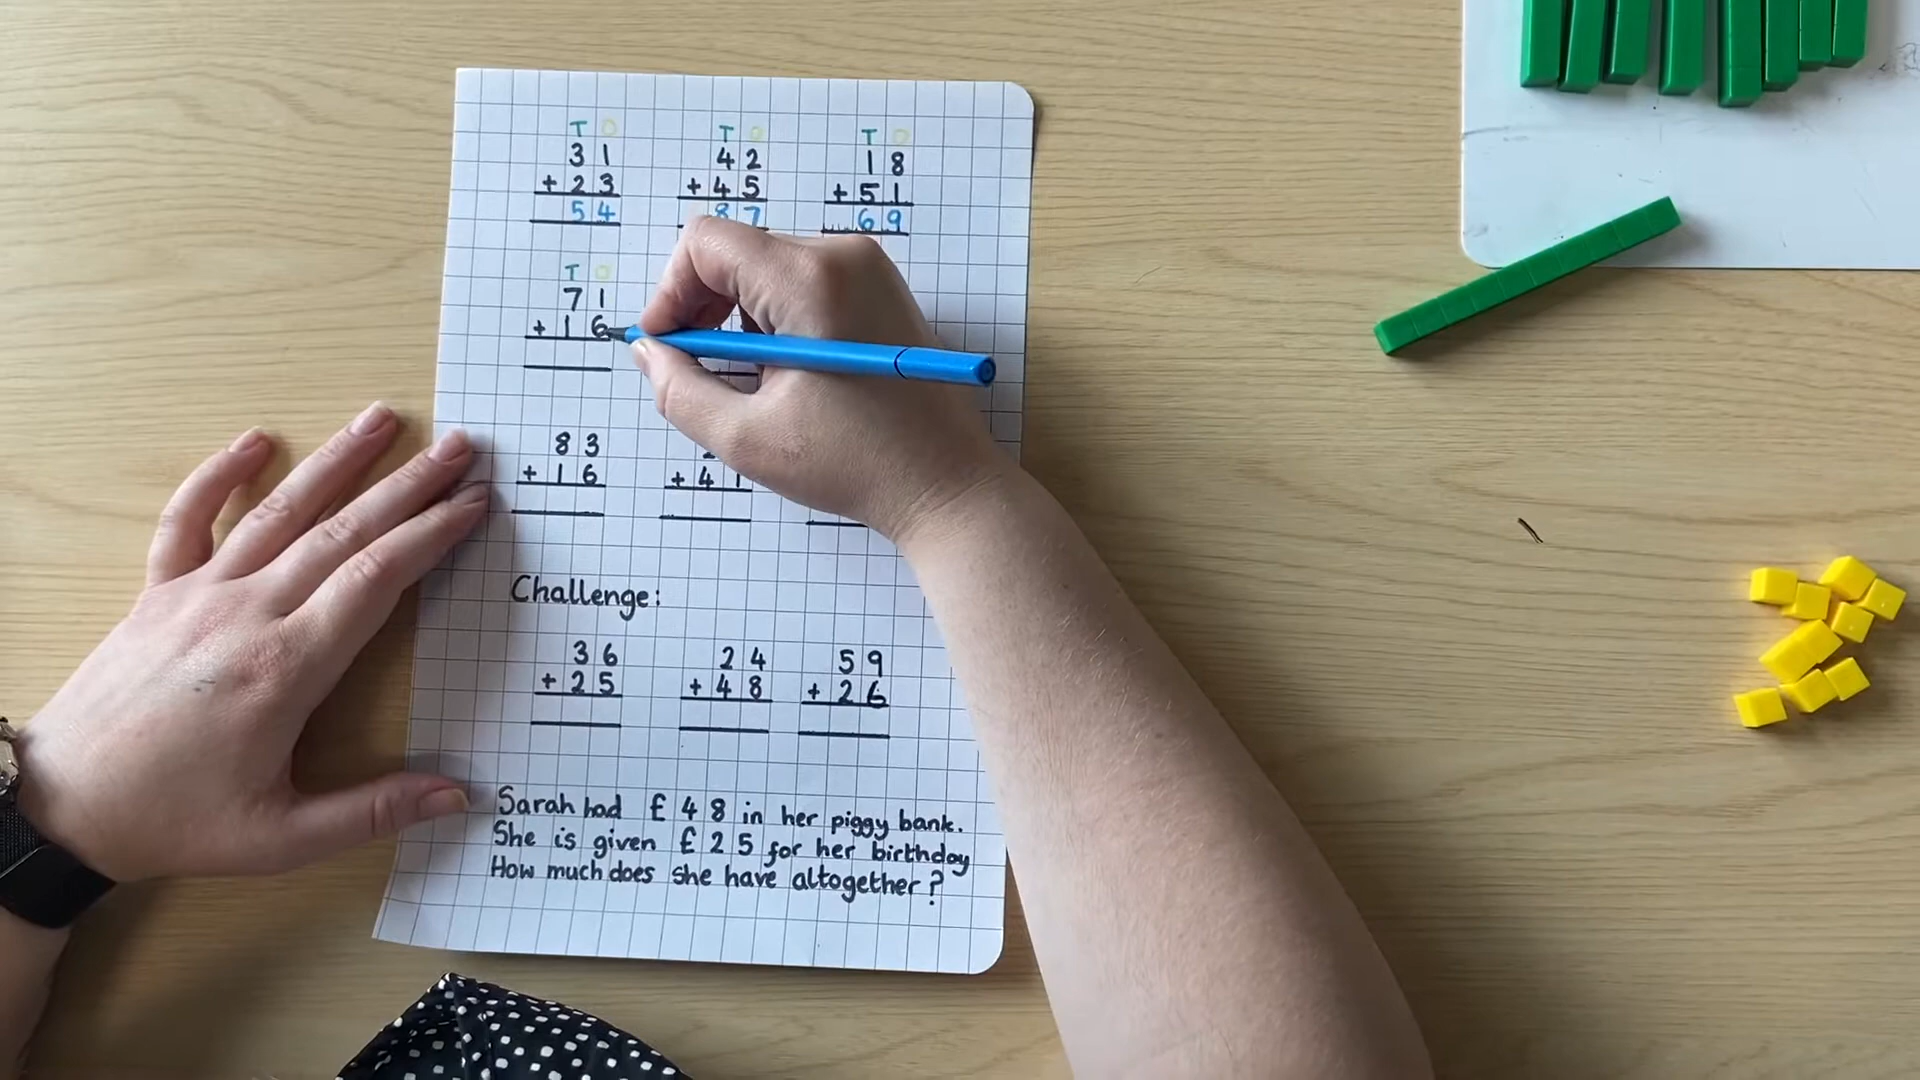 T O T O T O
3 1 4 2 1 8
+ 2 3 + 4 5 + 5 1
5 4 8 7 6 9
T O
7 1
+ 1 6
8 3
+ 1 6 + 4 1
Challenge:
3 6 2 4 5 9
+ 2 5 + 4 8 + 2 6
Sarah had £ 4 8 in her piggy bank.
She is given £ 2 5 for her birthday
How much does she have altogether?